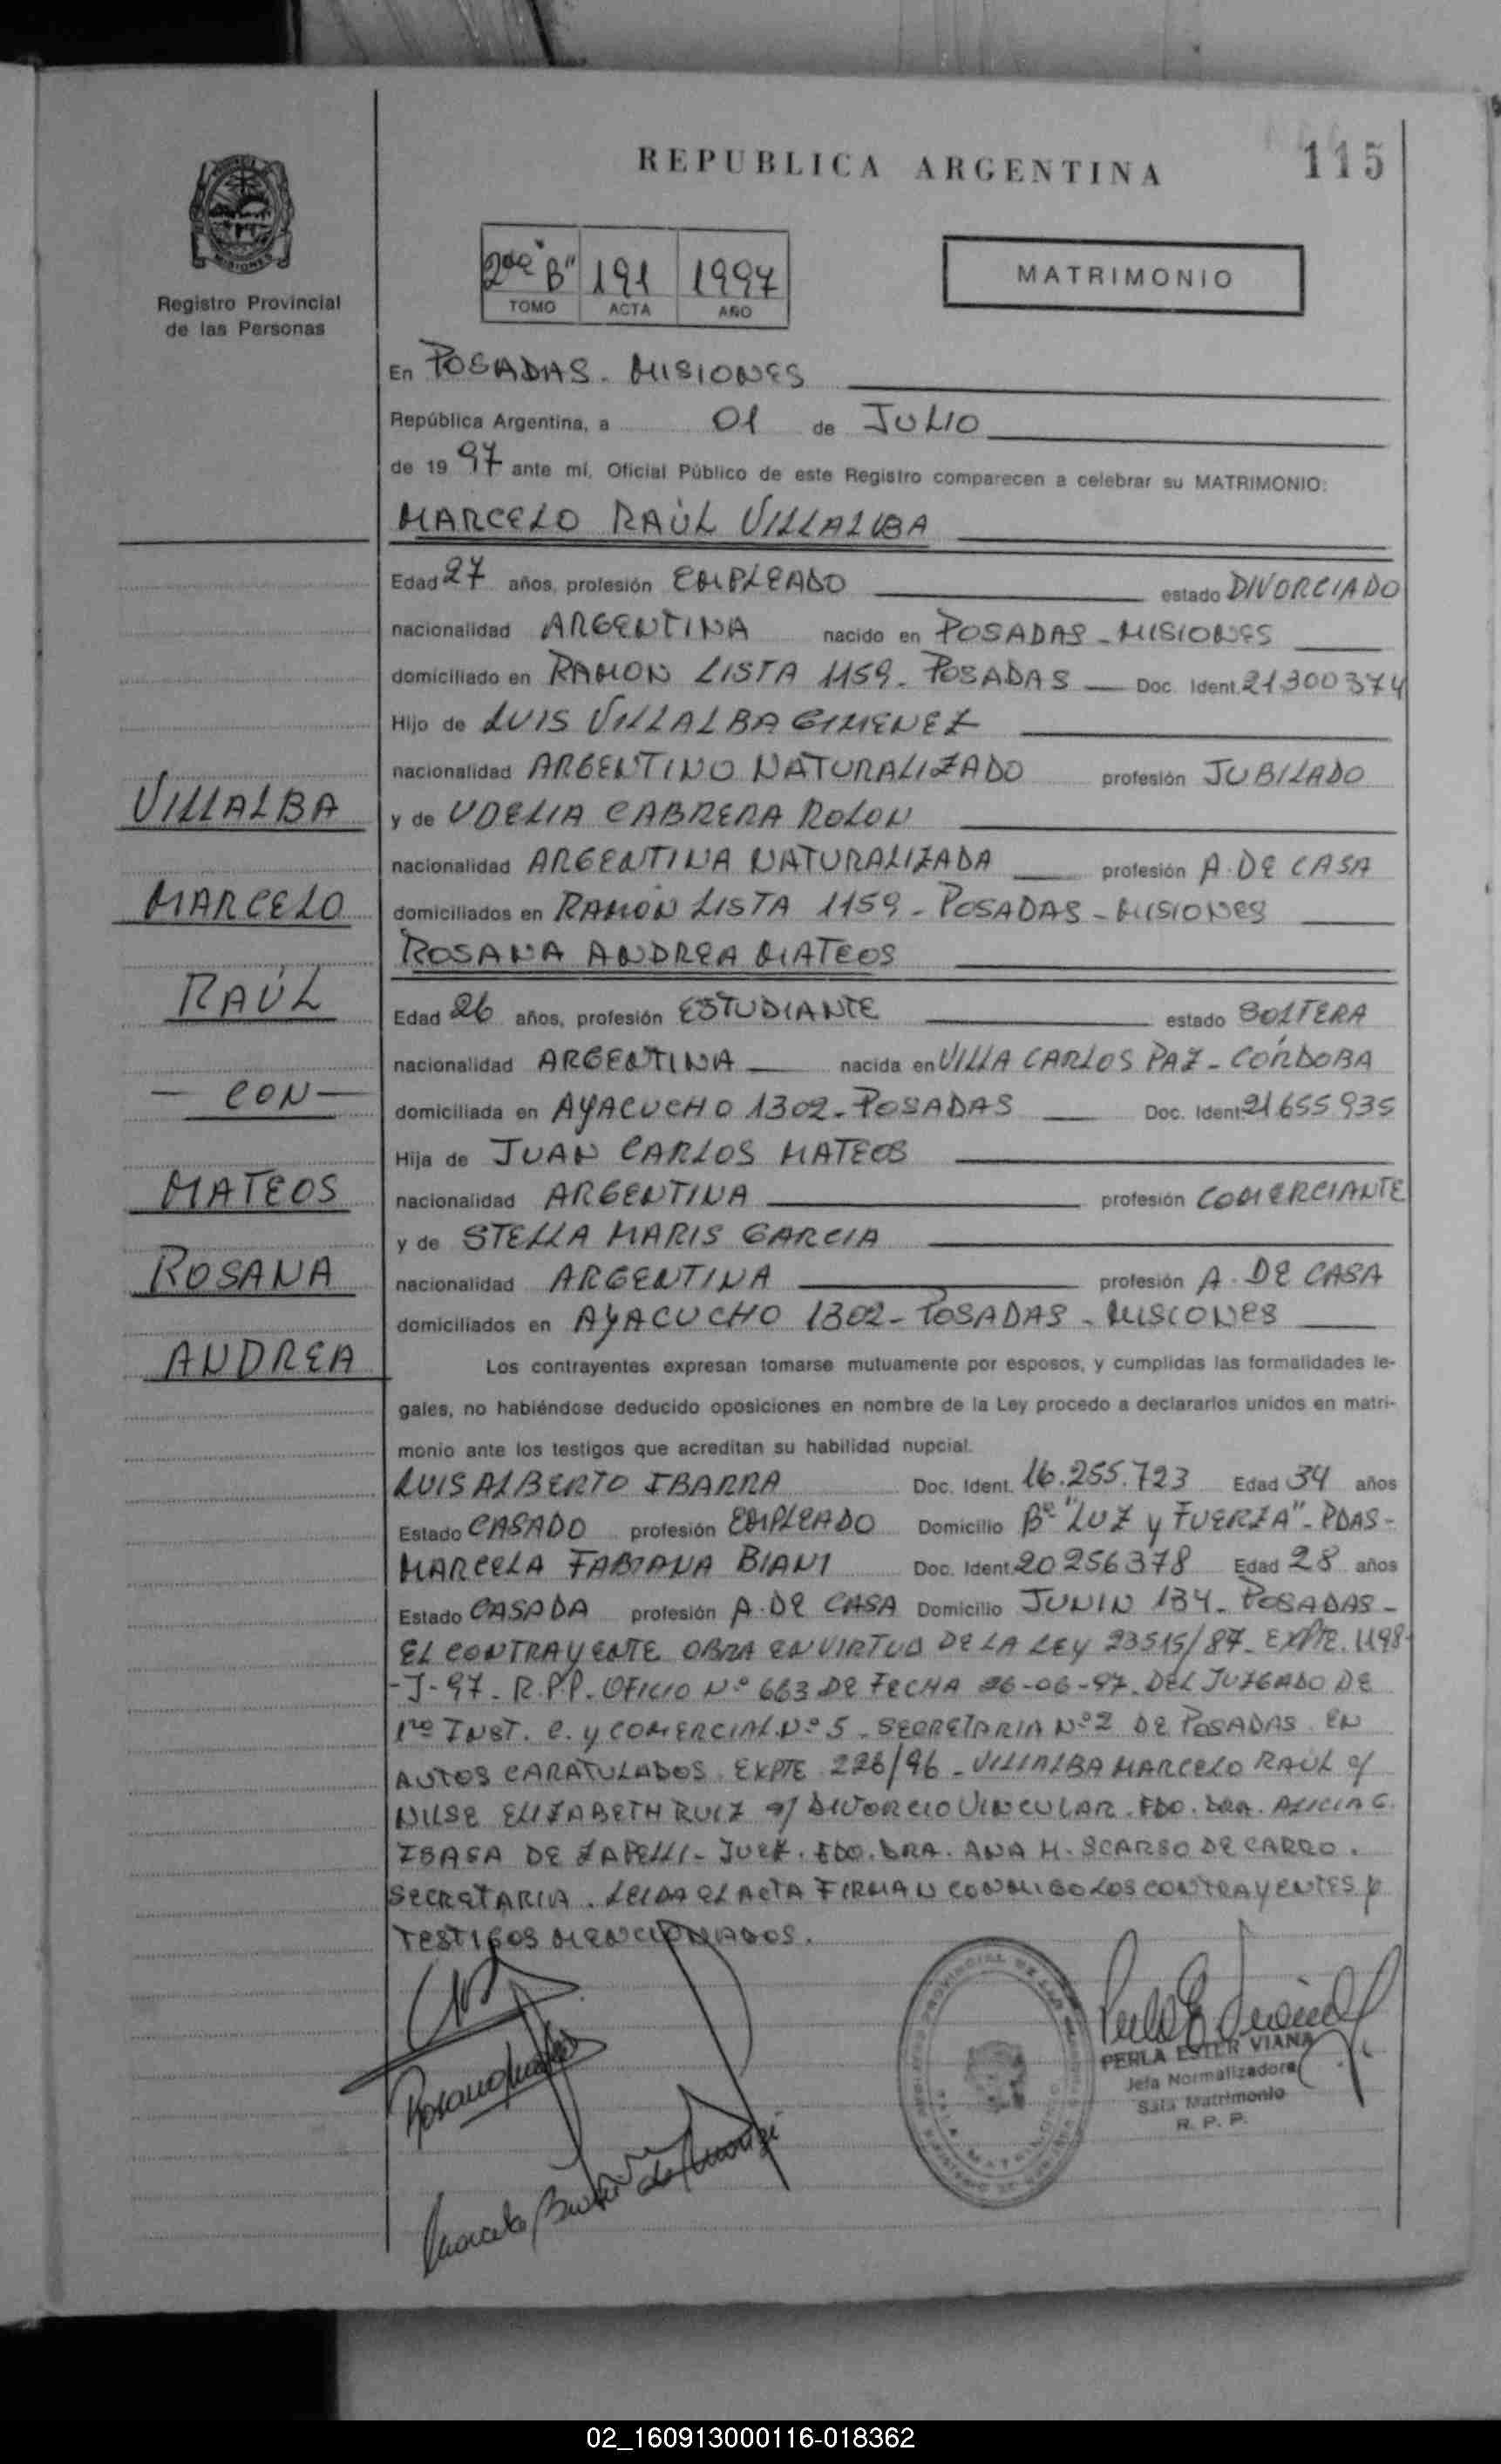 REPUBLICA ARGENTINA
115
MISIONES
Registro Provincial
de las Personas
2do "B" 191 1997
TOMO ACTA AÑO
MATRIMONIO
En POSADAS - MISIONES
República Argentina, a 01 de JULIO
de 1997 ante mí, Oficial Público de este Registro comparecen a celebrar su MATRIMONIO:
MARCELO RAÚL VILLALBA
Edad 27 años, profesión EMPLEADO estado DIVORCIADO
nacionalidad ARGENTINA nacido en POSADAS - MISIONES
domiciliado en RAMON LISTA 1159 - POSADAS Doc. Ident. 21300374
Hijo de LUIS VILLALBA GIMENEZ
nacionalidad ARGENTINO NATURALIZADO profesión JUBILADO
y de UDELIA CABRERA ROLON
nacionalidad ARGENTINA NATURALIZADA profesión A. DE CASA
domiciliados en RAMÓN LISTA 1159 - POSADAS - MISIONES
ROSANA ANDREA MATEOS
Edad 26 años, profesión ESTUDIANTE estado SOLTERA
nacionalidad ARGENTINA nacida en VILLA CARLOS PAZ - CÓRDOBA
domiciliada en AYACUCHO 1302 - POSADAS Doc. Ident. 21655935
Hija de JUAN CARLOS MATEOS
nacionalidad ARGENTINA profesión COMERCIANTE
y de STELLA MARIS GARCIA
nacionalidad ARGENTINA profesión A. DE CASA
domiciliados en AYACUCHO 1302 - POSADAS - MISIONES
VILLALBA
MARCELO
RAÚL
- CON -
MATEOS
ROSANA
ANDREA
Los contrayentes expresan tomarse mutuamente por esposos, y cumplidas las formalidades le-
gales, no habiéndose deducido oposiciones en nombre de la Ley procedo a declararlos unidos en matri-
monio ante los testigos que acreditan su habilidad nupcial.
LUIS ALBERTO IBARRA Doc. Ident. 16.255.723 Edad 34 años
Estado CASADO profesión EMPLEADO Domicilio Bº "LUZ y FUERZA" - PDAS -
MARCELA FABIANA BIANI Doc. Ident. 20256378 Edad 28 años
Estado CASADA profesión A. DE CASA Domicilio JUNIN 134 - POSADAS -
EL CONTRAYENTE OBRA EN VIRTUD DE LA LEY 23515/87 - EXPTE. 1198-
-J-97 - R.P.P. OFICIO Nº 663 DE FECHA 26-06-97 - DEL JUZGADO DE
1ra INST. C. y COMERCIAL Nº 5 - SECRETARIA Nº 2 DE POSADAS EN
AUTOS CARATULADOS EXPTE 226/96 - VILLALBA MARCELO RAÚL c/
NILSE ELIZABETH RUIZ s/ DIVORCIO VINCULAR. FDO. DRA. ALICIA G.
IBASA DE ZAPELLI - JUEZ. FDO. DRA. ANA M. SCARSO DE CARRO.
SECRETARIA. LEIDA EL ACTA FIRMAN CONMIGO LOS CONTRAYENTES y
TESTIGOS MENCIONADOS.
PERLA ESTER VIANA
Jefa Normalizadora
Sala Matrimonio
R. P. P.
02_160913000116-018362